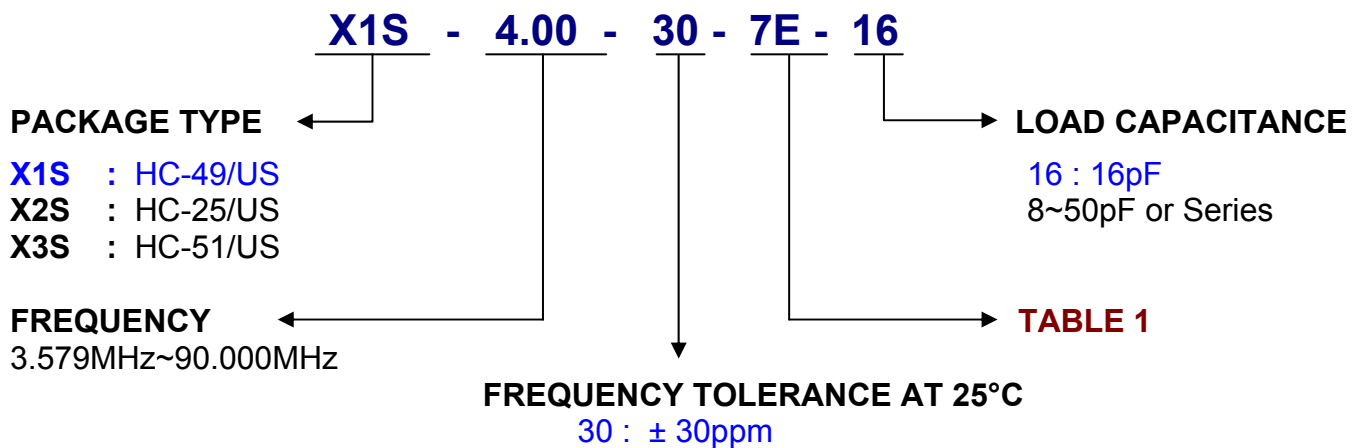 X1S - 4.00 - 30 - 7E - 16
PACKAGE TYPE
X1S : HC-49/US
X2S : HC-25/US
X3S : HC-51/US
LOAD CAPACITANCE
16 : 16pF
8~50pF or Series
FREQUENCY
3.579MHz~90.000MHz
TABLE 1
FREQUENCY TOLERANCE AT 25°C
30 : ± 30ppm